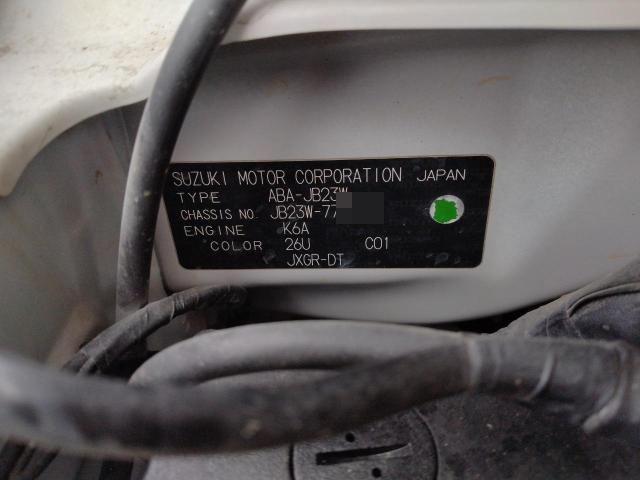 SUZUKI MOTOR CORPORATION JAPAN
TYPE ABA-JB23W
CHASSIS NO. JB23W-77
ENGINE K6A
COLOR 26U C01
JXGR-DT